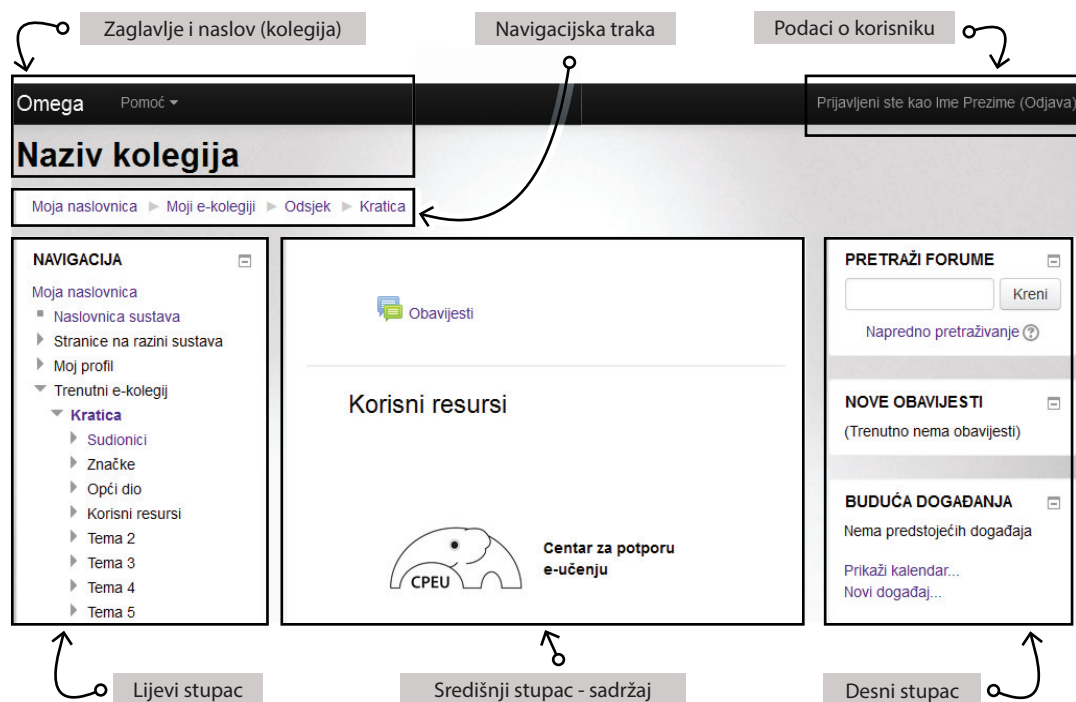 Zaglavlje i naslov (kolegija)
Navigacijska traka
Podaci o korisniku
Omega
Pomoć
Prijavljeni ste kao Ime Prezime (Odjava)
Naziv kolegija
Moja naslovnica ► Moji e-kolegiji ► Odsjek ► Kratica
NAVIGACIJA
Moja naslovnica
Naslovnica sustava
Stranice na razini sustava
Moj profil
Trenutni e-kolegij
Kratica
Sudionici
Značke
Opći dio
Korisni resursi
Tema 2
Tema 3
Tema 4
Tema 5
Obavijesti
Korisni resursi
CPEU
Centar za potporu
e-učenju
PRETRAŽI FORUME
Kreni
Napredno pretraživanje ?
NOVE OBAVIJESTI
(Trenutno nema obavijesti)
BUDUĆA DOGAĐANJA
Nema predstojećih događaja
Prikaži kalendar...
Novi događaj...
Lijevi stupac
Središnji stupac - sadržaj
Desni stupac